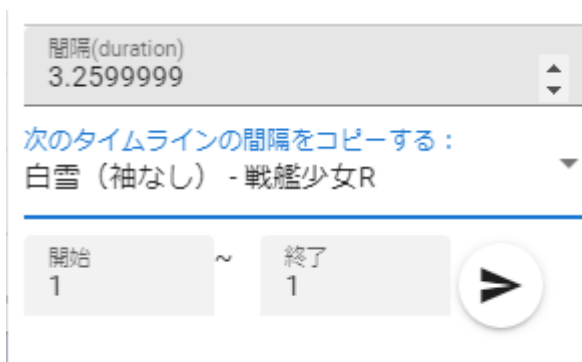 間隔(duration)
3.2599999
次のタイムラインの間隔をコピーする：
白雪（袖なし） - 戦艦少女R
開始 ~ 終了
1 1